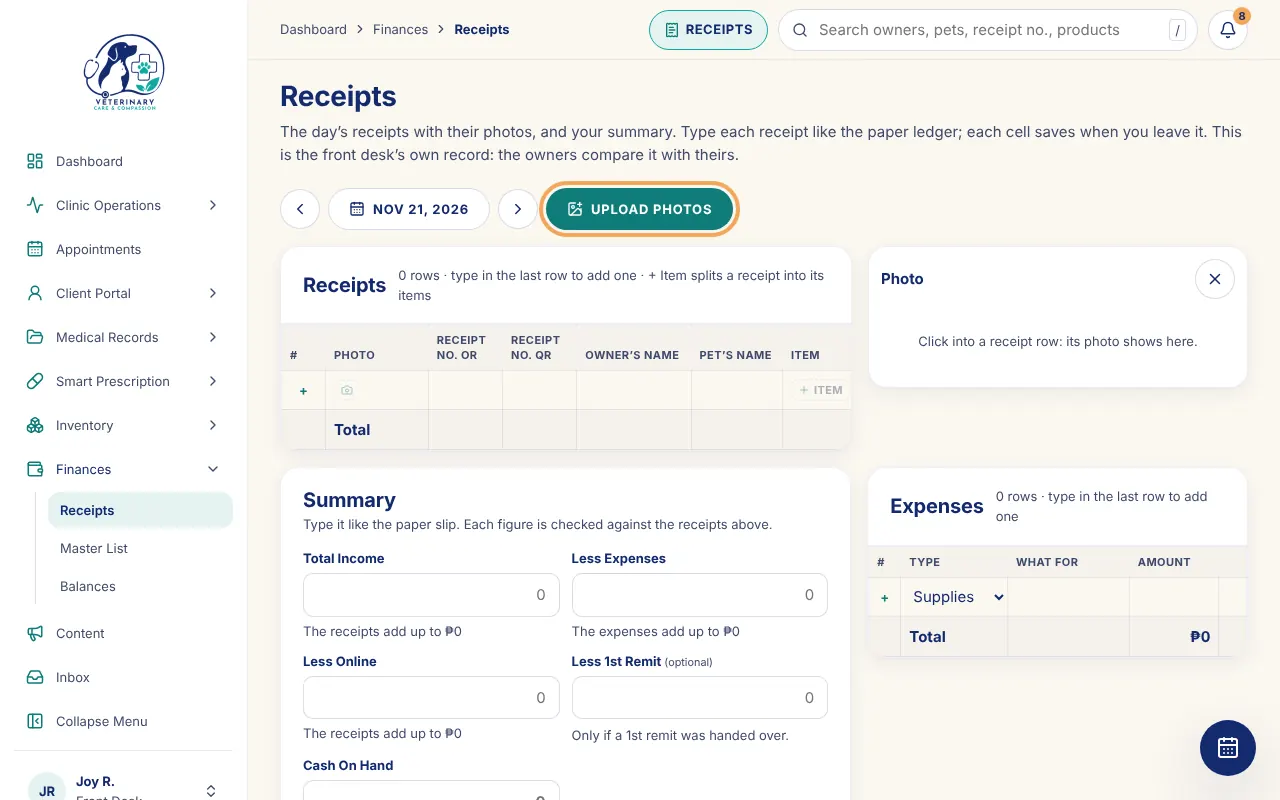 VETERINARY
CARE & COMPASSION
Dashboard
Clinic Operations
Appointments
Client Portal
Medical Records
Smart Prescription
Inventory
Finances
Receipts
Master List
Balances
Content
Inbox
Collapse Menu
JR
Joy R.
Front Desk
Dashboard > Finances > Receipts
RECEIPTS
Search owners, pets, receipt no., products
/
8
Receipts
The day’s receipts with their photos, and your summary. Type each receipt like the paper ledger; each cell saves when you leave it. This
is the front desk’s own record: the owners compare it with theirs.
NOV 21, 2026
UPLOAD PHOTOS
Receipts
0 rows · type in the last row to add one · + Item splits a receipt into its
items
# PHOTO RECEIPT NO. OR RECEIPT NO. QR OWNER’S NAME PET’S NAME ITEM
+ + ITEM
Total
Photo
Click into a receipt row: its photo shows here.
Summary
Type it like the paper slip. Each figure is checked against the receipts above.
Total Income
0
The receipts add up to ₱0
Less Expenses
0
The expenses add up to ₱0
Less Online
0
The receipts add up to ₱0
Less 1st Remit (optional)
0
Only if a 1st remit was handed over.
Cash On Hand
Expenses
0 rows · type in the last row to add
one
# TYPE WHAT FOR AMOUNT
+ Supplies
Total ₱0